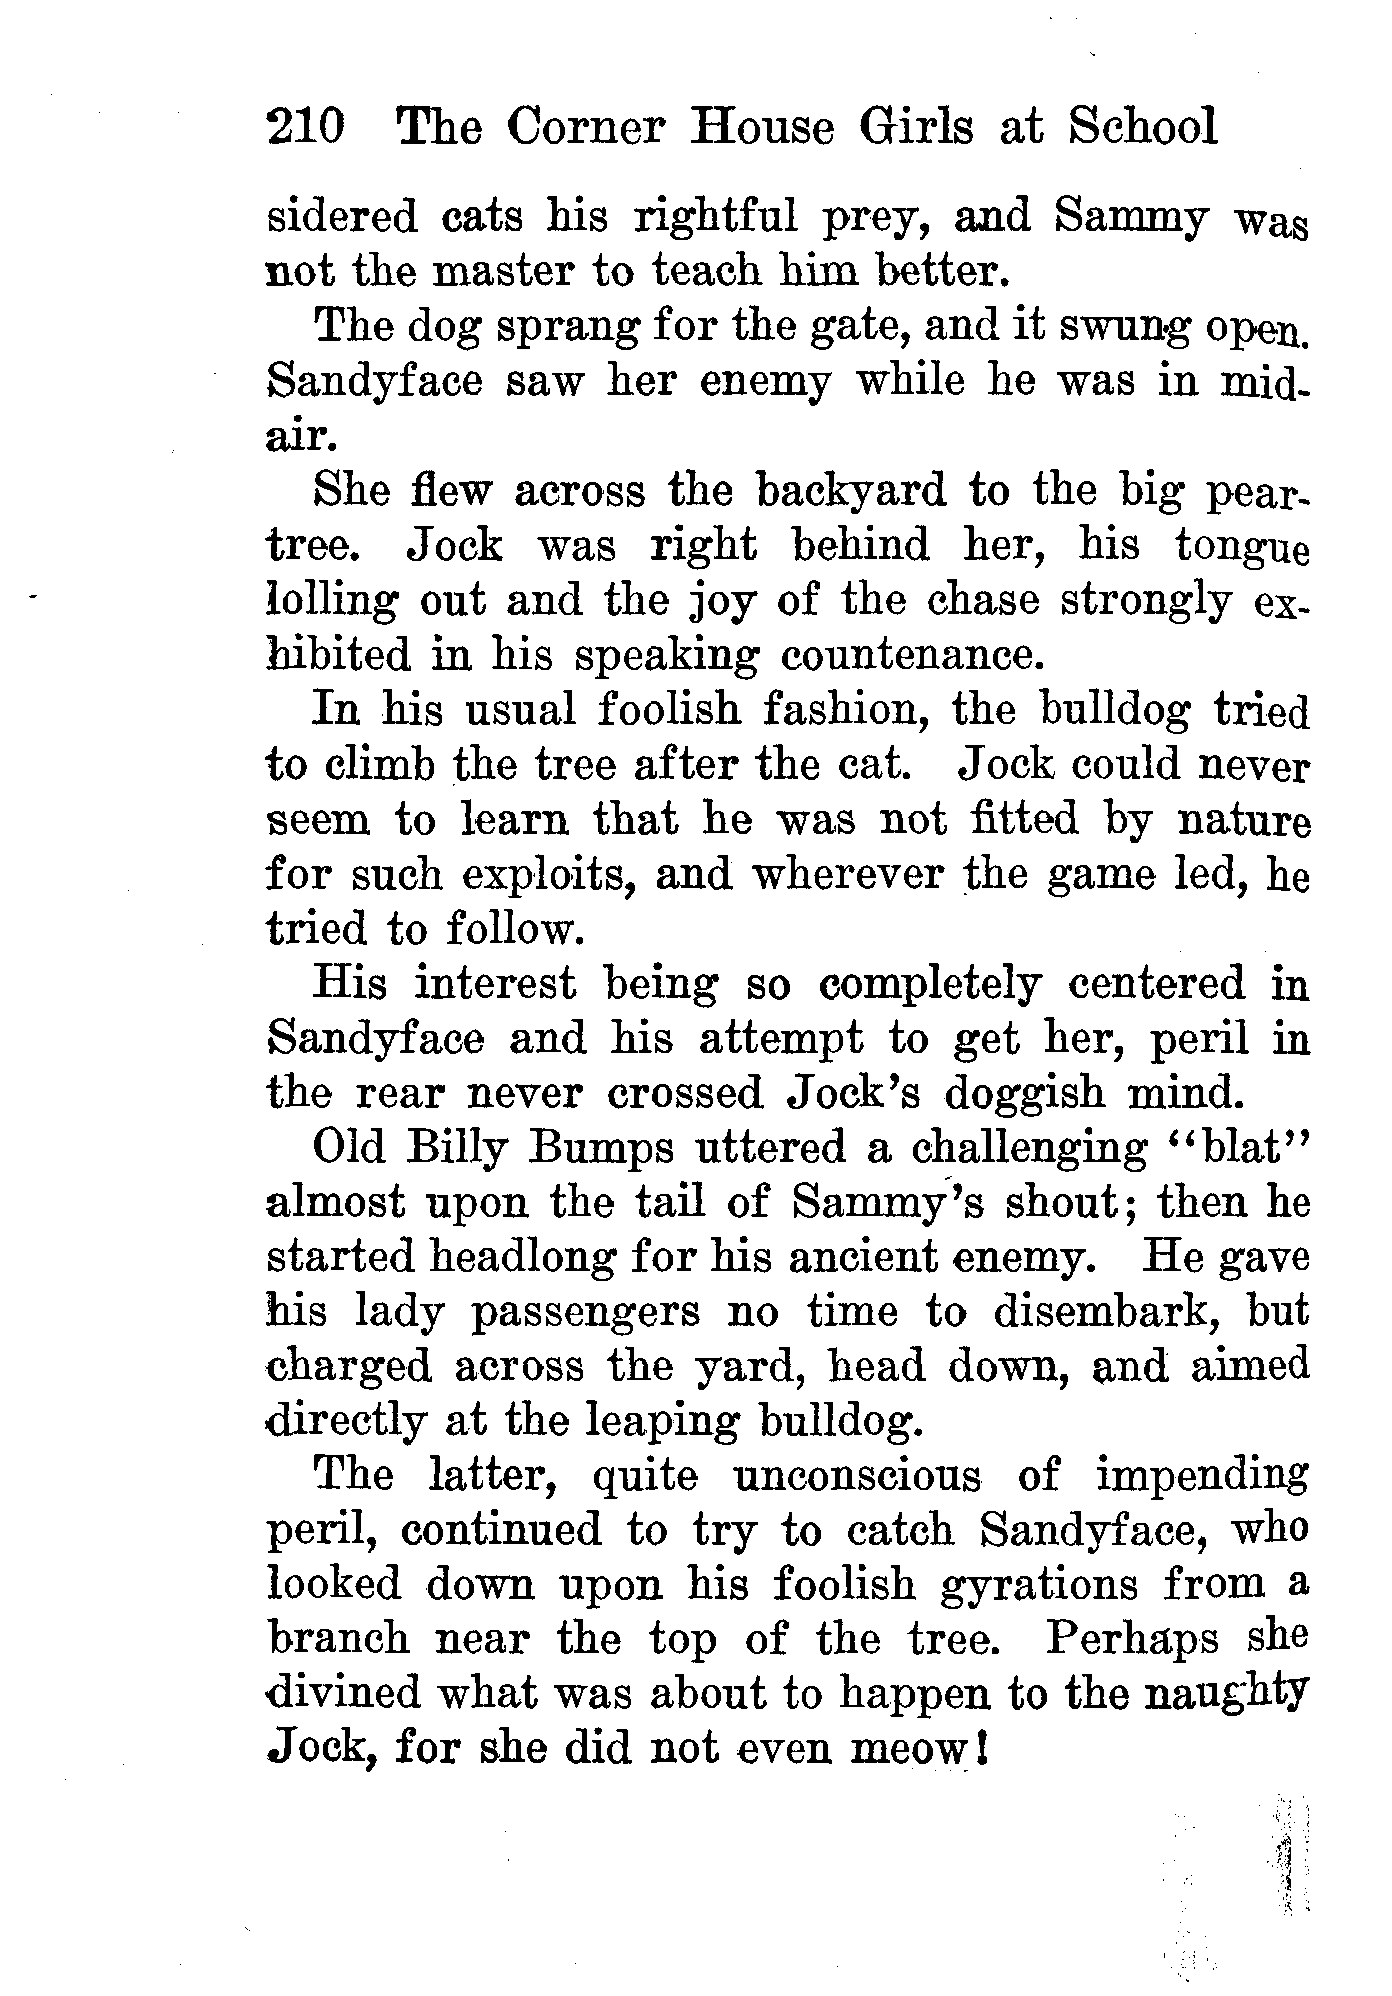 210 The Corner House Girls at School
sidered cats his rightful prey, and Sammy was
not the master to teach him better.
The dog sprang for the gate, and it swung open.
Sandyface saw her enemy while he was in mid-
air.
She flew across the backyard to the big pear-
tree. Jock was right behind her, his tongue
lolling out and the joy of the chase strongly ex-
hibited in his speaking countenance.
In his usual foolish fashion, the bulldog tried
to climb the tree after the cat. Jock could never
seem to learn that he was not fitted by nature
for such exploits, and wherever the game led, he
tried to follow.
His interest being so completely centered in
Sandyface and his attempt to get her, peril in
the rear never crossed Jock's doggish mind.
Old Billy Bumps uttered a challenging "blat"
almost upon the tail of Sammy's shout; then he
started headlong for his ancient enemy. He gave
his lady passengers no time to disembark, but
charged across the yard, head down, and aimed
directly at the leaping bulldog.
The latter, quite unconscious of impending
peril, continued to try to catch Sandyface, who
looked down upon his foolish gyrations from a
branch near the top of the tree. Perhaps she
divined what was about to happen to the naughty
Jock, for she did not even meow!